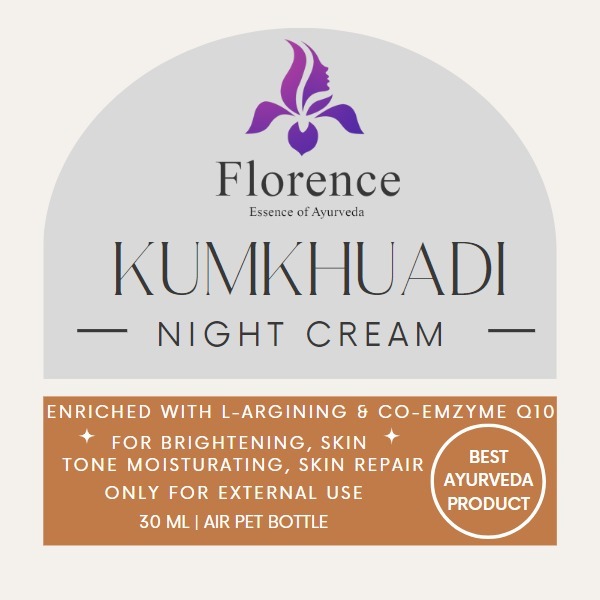 Florence
Essence of Ayurveda
KUMKHUADI
NIGHT CREAM
ENRICHED WITH L-ARGINING & CO-EMZYME Q10
FOR BRIGHTENING, SKIN
TONE MOISTURATING, SKIN REPAIR
ONLY FOR EXTERNAL USE
30 ML | AIR PET BOTTLE
BEST
AYURVEDA
PRODUCT